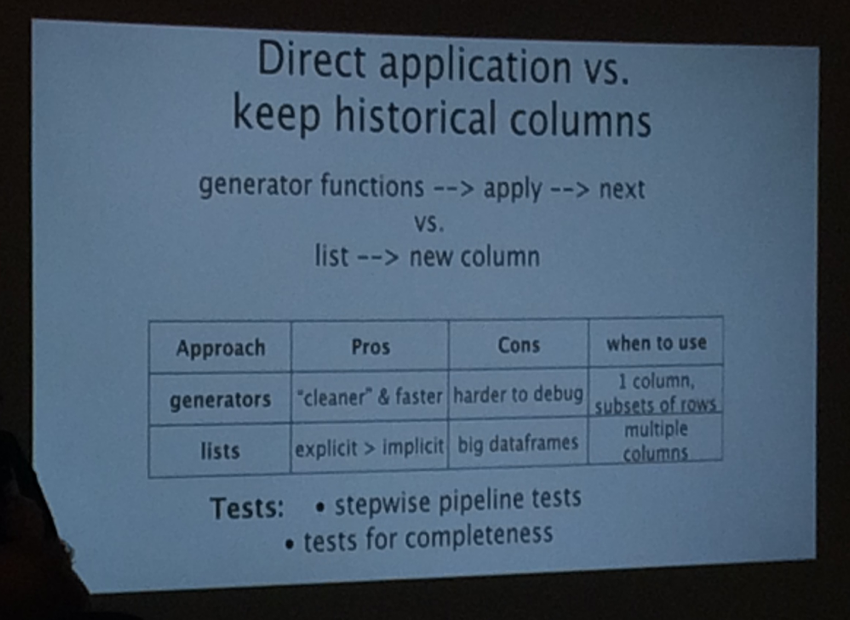 Direct application vs.
keep historical columns
generator functions --> apply --> next
vs.
list --> new column
Approach Pros Cons when to use
generators "cleaner" & faster harder to debug 1 column,
subsets of rows
lists explicit > implicit big dataframes multiple
columns
Tests: • stepwise pipeline tests
• tests for completeness